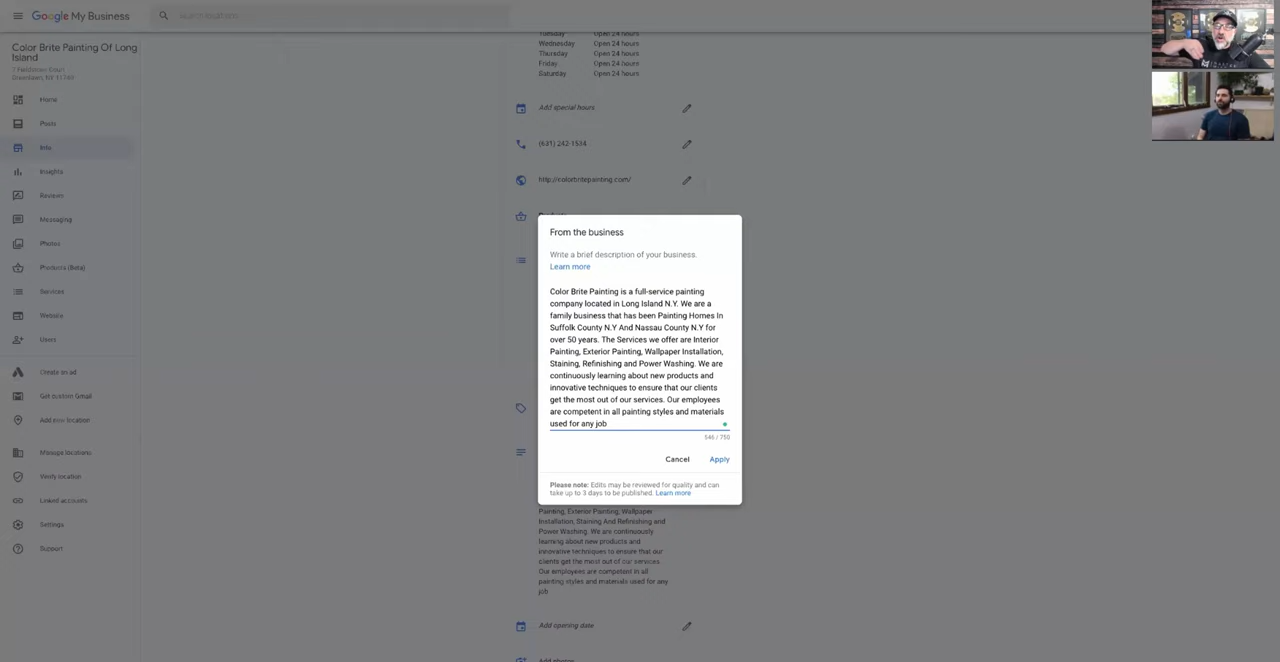 Google My Business
Color Brite Painting Of Long
Island
Greenlawn, NY 11740
Home
Posts
Info
Insights
Reviews
Messaging
Photos
Products (Beta)
Services
Website
Users
Create an ad
Get custom Gmail
Add new location
Manage locations
Verify location
Linked accounts
Settings
Support
Tuesday Open 24 hours
Wednesday Open 24 hours
Thursday Open 24 hours
Friday Open 24 hours
Saturday Open 24 hours
Add special hours
(631) 242-1534
http://colorbritepainting.com/
From the business
Write a brief description of your business.
Learn more
Color Brite Painting is a full-service painting
company located in Long Island N.Y. We are a
family business that has been Painting Homes In
Suffolk County N.Y And Nassau County N.Y for
over 50 years. The Services we offer are Interior
Painting, Exterior Painting, Wallpaper Installation,
Staining, Refinishing and Power Washing. We are
continuously learning about new products and
innovative techniques to ensure that our clients
get the most out of our services. Our employees
are competent in all painting styles and materials
used for any job
546 / 750
Cancel Apply
Please note: Edits may be reviewed for quality and can
take up to 3 days to be published. Learn more
Painting, Exterior Painting, Wallpaper
Installation, Staining And Refinishing and
Power Washing. We are continuously
learning about new products and
innovative techniques to ensure that our
clients get the most out of our services.
Our employees are competent in all
painting styles and materials used for any
job
Add opening date
Add photos